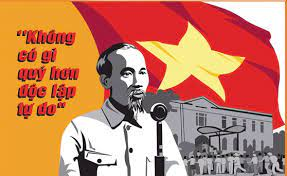 "Không
có gì
quý hơn
độc lập
tự do"